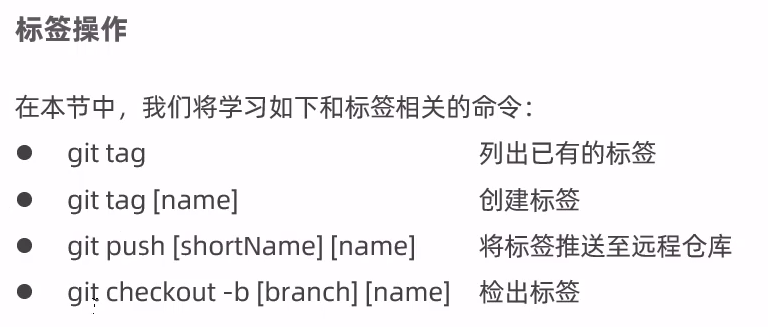 标签操作
在本节中，我们将学习如下和标签相关的命令：
● git tag 列出已有的标签
● git tag [name] 创建标签
● git push [shortName] [name] 将标签推送至远程仓库
● git checkout -b [branch] [name] 检出标签